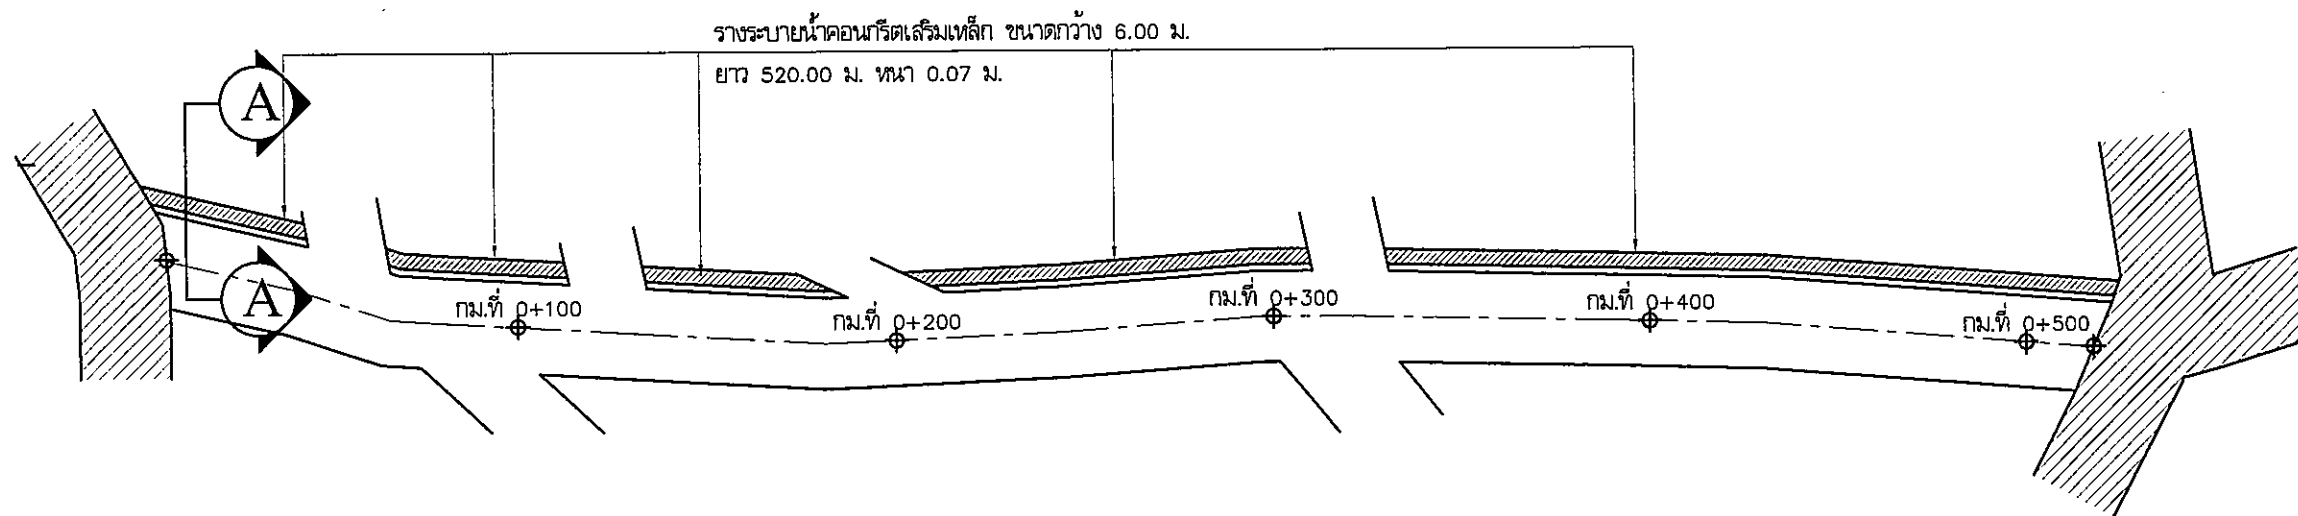 รางระบายน้ำคอนกรีตเสริมเหล็ก ขนาดกว้าง 6.00 ม.
ยาว 520.00 ม. หนา 0.07 ม.
A
A
กม.ที่ 0+100
กม.ที่ 0+200
กม.ที่ 0+300
กม.ที่ 0+400
กม.ที่ 0+500